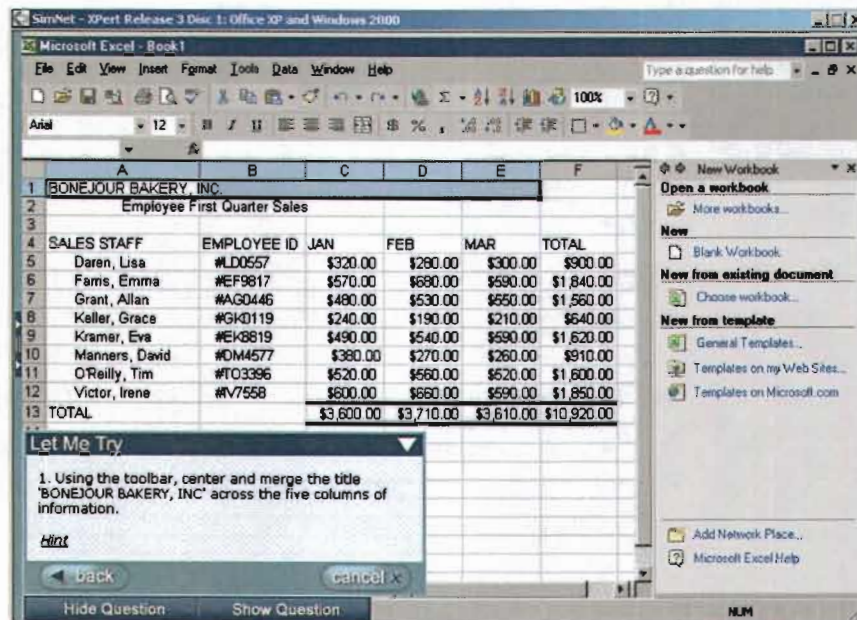 SimNet - XPert Release 3 Disc 1: Office XP and Windows 2000
Microsoft Excel - Book1
File Edit View Insert Format Tools Data Window Help Type a question for help
100%
Arial 12 B I U $ % ,
A B C D E F
1 BONEJOUR BAKERY, INC.
2 Employee First Quarter Sales
3
4 SALES STAFF EMPLOYEE ID JAN FEB MAR TOTAL
5 Daren, Lisa #LD0557 $320.00 $280.00 $300.00 $900.00
6 Farris, Emma #EF9817 $570.00 $680.00 $590.00 $1,840.00
7 Grant, Allan #AG0446 $480.00 $530.00 $550.00 $1,560.00
8 Keller, Grace #GK0119 $240.00 $190.00 $210.00 $640.00
9 Kramer, Eva #EK8819 $490.00 $540.00 $590.00 $1,620.00
10 Manners, David #DM4577 $380.00 $270.00 $260.00 $910.00
11 O'Reilly, Tim #TO3396 $520.00 $560.00 $520.00 $1,600.00
12 Victor, Irene #IV7558 $600.00 $660.00 $590.00 $1,850.00
13 TOTAL $3,600.00 $3,710.00 $3,610.00 $10,920.00
New Workbook
Open a workbook
More workbooks...
New
Blank Workbook
New from existing document
Choose workbook...
New from template
General Templates...
Templates on my Web Sites...
Templates on Microsoft.com
Add Network Place...
Microsoft Excel Help
Let Me Try
1. Using the toolbar, center and merge the title
'BONEJOUR BAKERY, INC' across the five columns of
information.
Hint
back cancel x
Hide Question Show Question
NUM